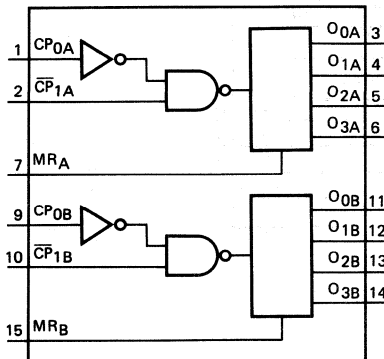 1 CP0A
2 C̅P̅1A
7 MRA
O0A 3
O1A 4
O2A 5
O3A 6
9 CP0B
10 C̅P̅1B
15 MRB
O0B 11
O1B 12
O2B 13
O3B 14